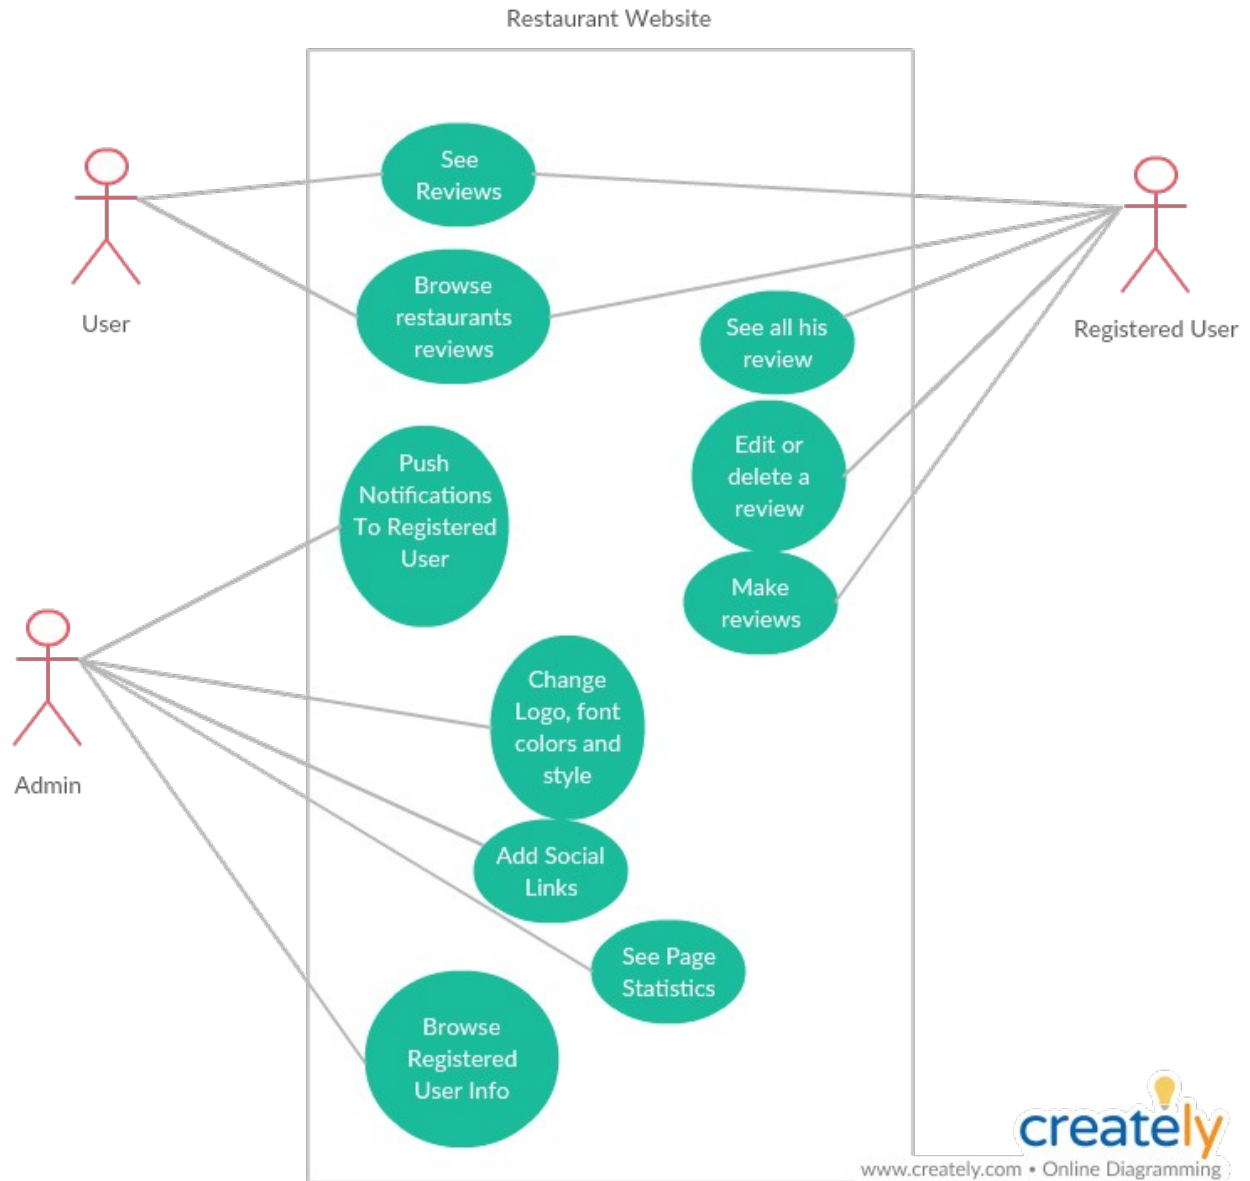 Restaurant Website
See
Reviews
User
Browse
restaurants
reviews
See all his
review
Registered User
Push
Notifications
To Registered
User
Edit or
delete a
review
Make
reviews
Admin
Change
Logo, font
colors and
style
Add Social
Links
See Page
Statistics
Browse
Registered
User Info
creately
www.creately.com • Online Diagramming